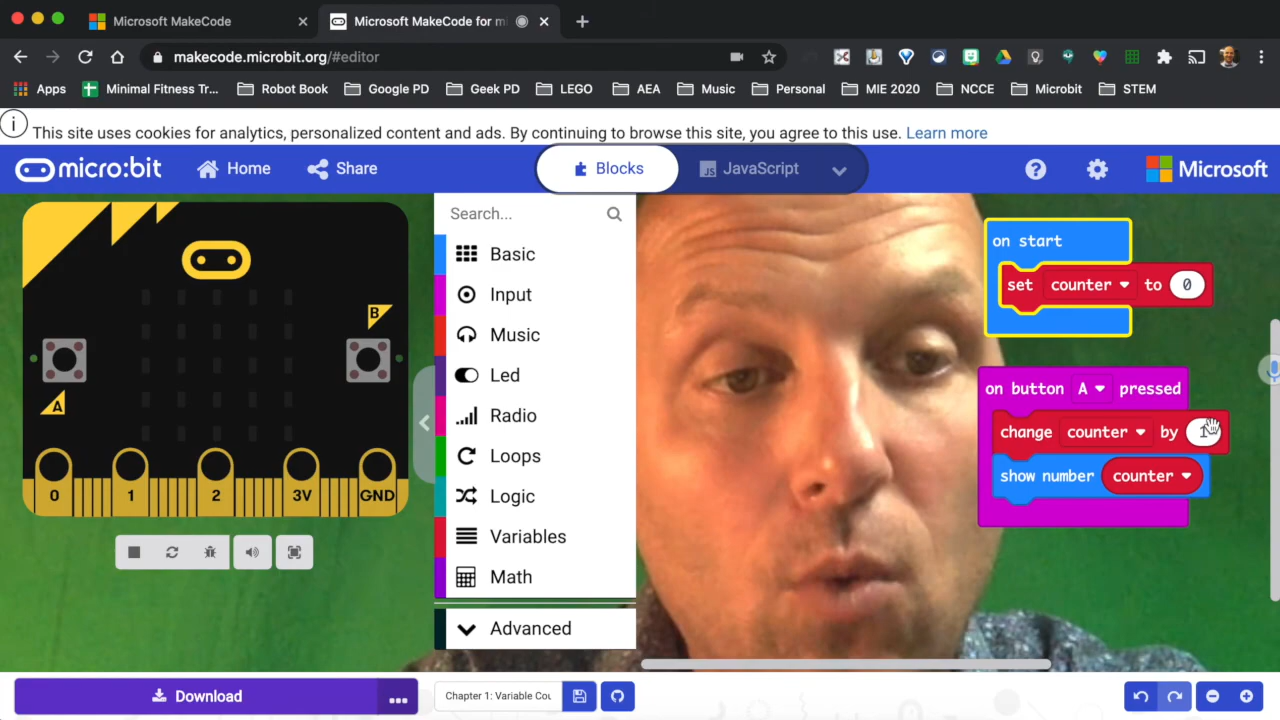 Microsoft MakeCode
Microsoft MakeCode for mi
makecode.microbit.org/#editor
Apps
Minimal Fitness Tr...
Robot Book
Google PD
Geek PD
LEGO
AEA
Music
Personal
MIE 2020
NCCE
Microbit
STEM
This site uses cookies for analytics, personalized content and ads. By continuing to browse this site, you agree to this use. Learn more
micro:bit
Home
Share
Blocks
JS JavaScript
?
Microsoft
Search...
Basic
Input
Music
Led
Radio
Loops
Logic
Variables
Math
Advanced
B
A
0 1 2 3V GND
on start
set counter to 0
on button A pressed
change counter by 1
show number counter
Download
...
Chapter 1: Variable Cou